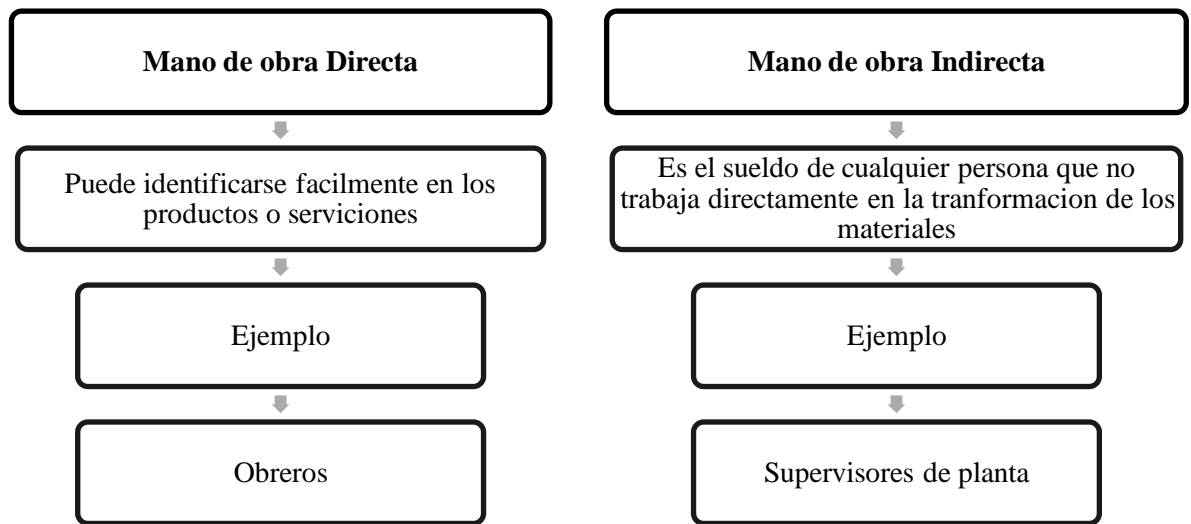 Mano de obra Directa
Puede identificarse facilmente en los
productos o serviciones
Ejemplo
Obreros
Mano de obra Indirecta
Es el sueldo de cualquier persona que no
trabaja directamente en la tranformacion de los
materiales
Ejemplo
Supervisores de planta